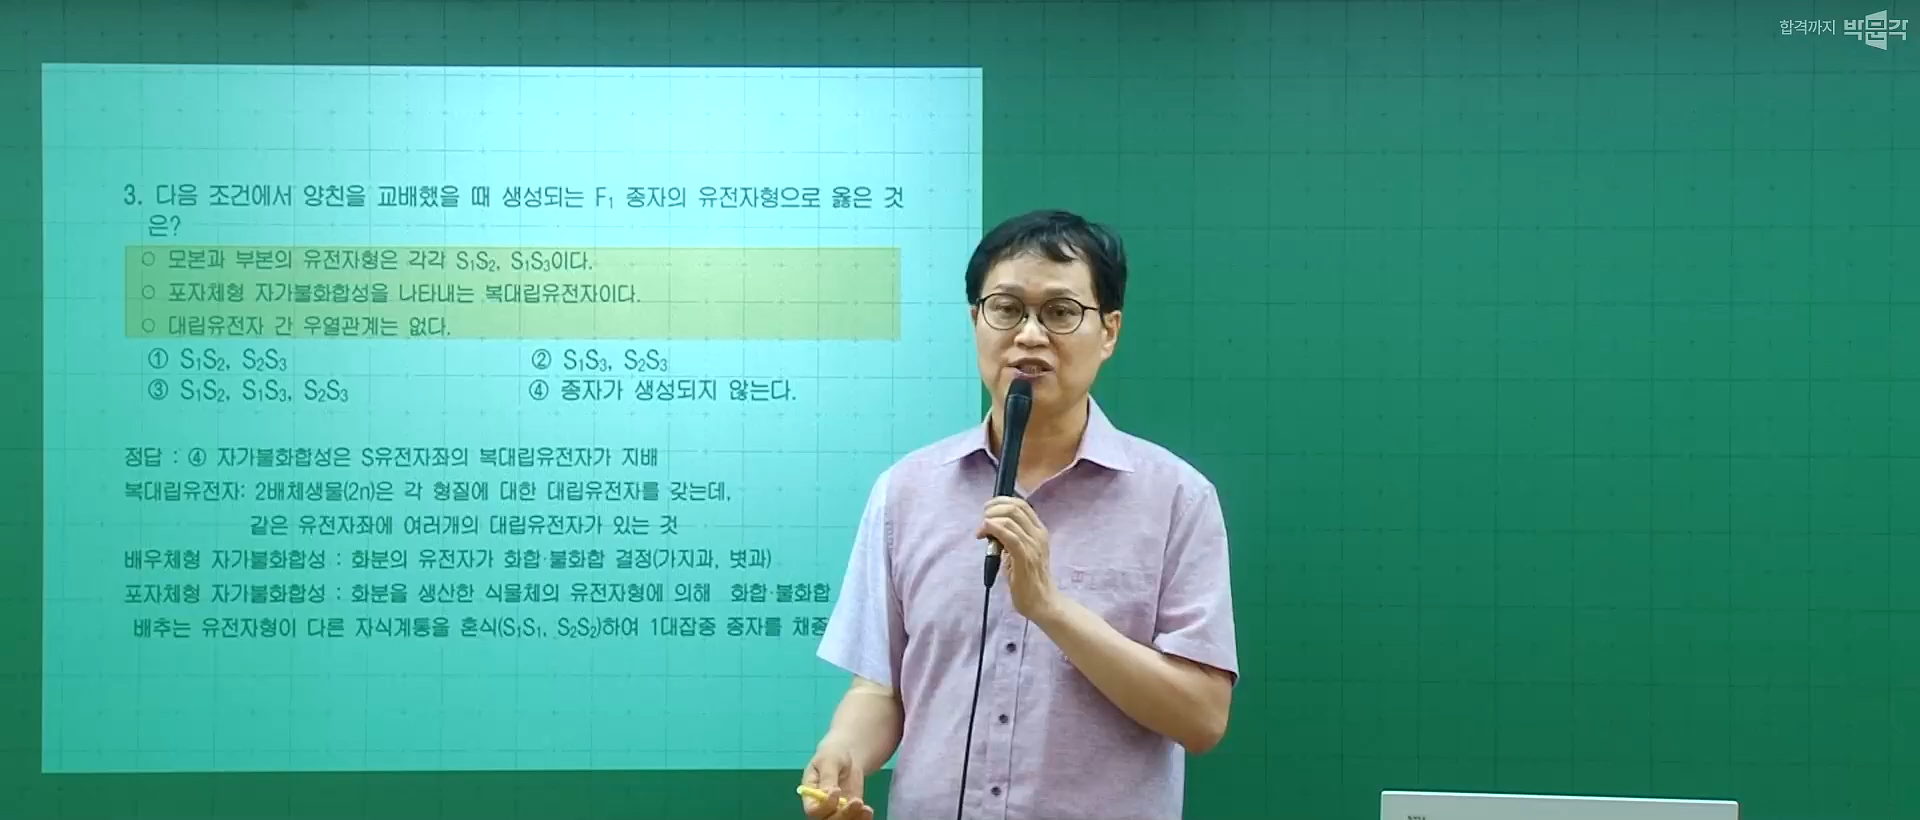 합격까지 박문각
3. 다음 조건에서 양친을 교배했을 때 생성되는 F₁ 종자의 유전자형으로 옳은 것
은?
○ 모본과 부본의 유전자형은 각각 S₁S₂, S₁S₃이다.
○ 포자체형 자가불화합성을 나타내는 복대립유전자이다.
○ 대립유전자 간 우열관계는 없다.
① S₁S₂, S₂S₃ ② S₁S₃, S₂S₃
③ S₁S₂, S₁S₃, S₂S₃ ④ 종자가 생성되지 않는다.
정답 : ④ 자가불화합성은 S유전자좌의 복대립유전자가 지배
복대립유전자: 2배체생물(2n)은 각 형질에 대한 대립유전자를 갖는데,
같은 유전자좌에 여러개의 대립유전자가 있는 것
배우체형 자가불화합성 : 화분의 유전자가 화합·불화합 결정(가지과, 볏과)
포자체형 자가불화합성 : 화분을 생산한 식물체의 유전자형에 의해 화합·불화합
배추는 유전자형이 다른 자식계통을 혼식(S₁S₁, S₂S₂)하여 1대잡종 종자를 채종